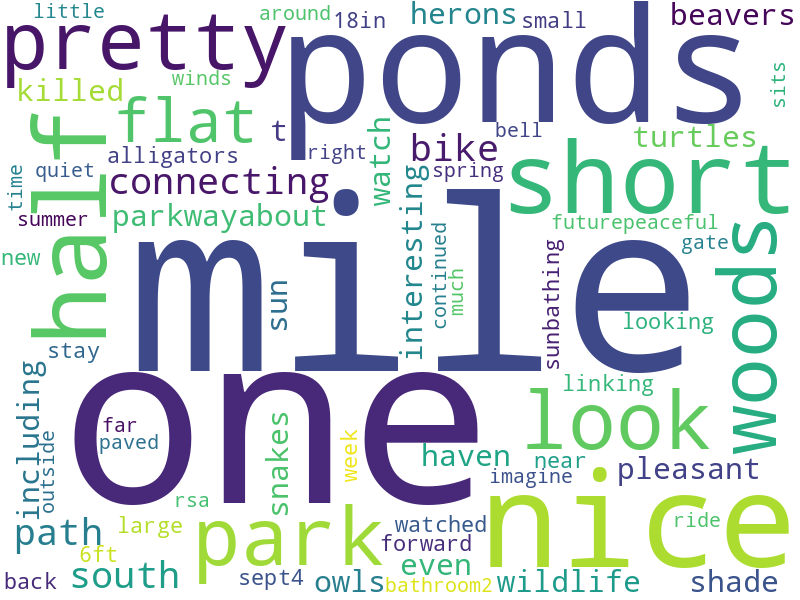 little
pretty
around
18in
herons
small
beavers
ponds
killed
winds
sits
half
flat
t
bell
alligators
right
watch
bike
turtles
time
quiet
connecting
spring
short
summer
parkwayabout
interesting
futurepeaceful
woods
new
mile
sun
continued
much
sunbathing
gate
looking
stay
including
outside
one
far
paved
snakes
week
look
linking
haven
near
imagine
pleasant
nice
path
large
rsa
park
watched
forward
ride
6ft
back
south
sept4
owls
even
bathroom2
wildlife
shade